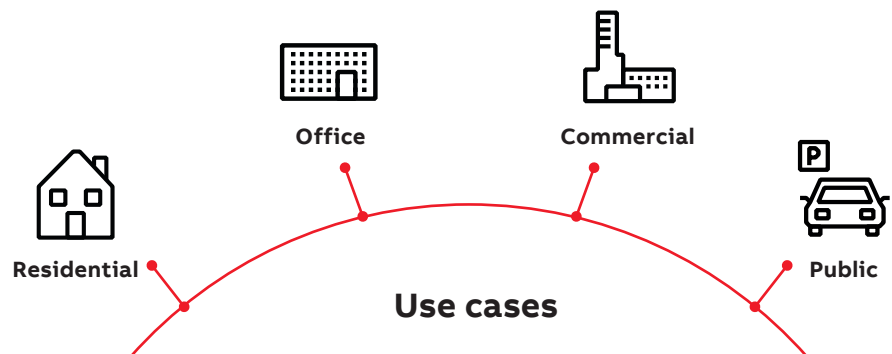 Office
Commercial
P
Residential
Public
Use cases